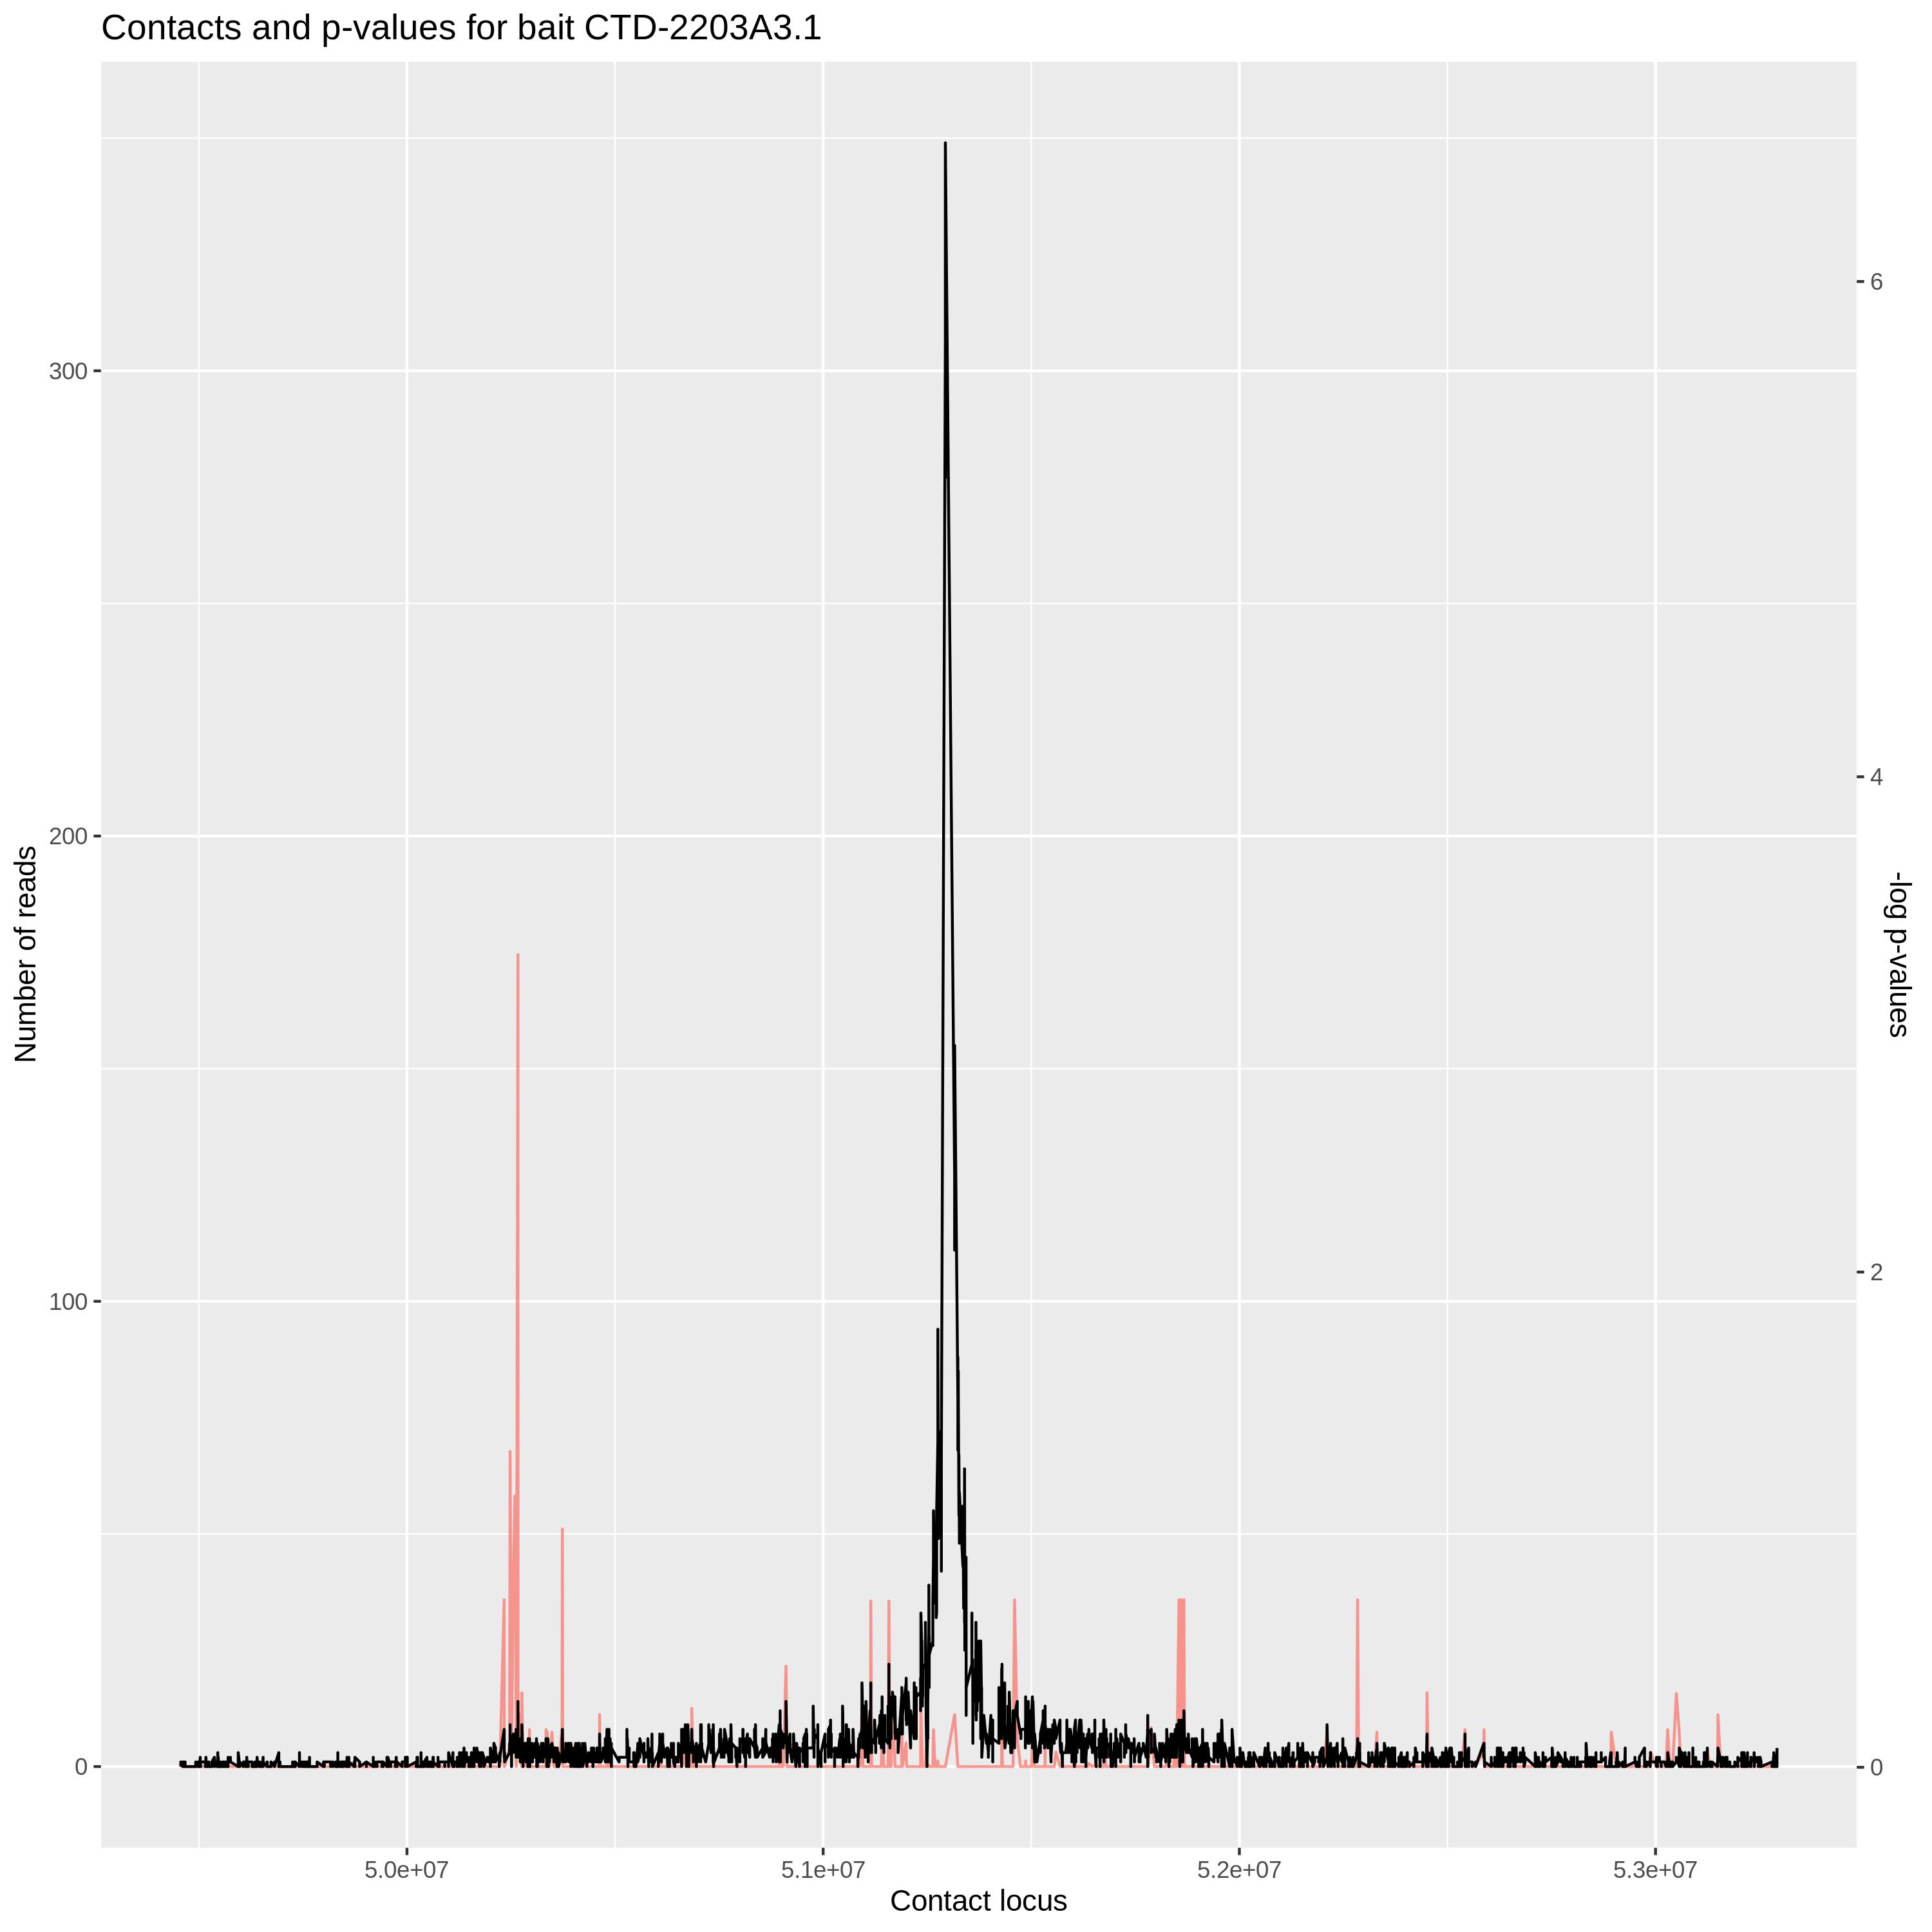 Contacts and p-values for bait CTD-2203A3.1
300
200
100
0
Number of reads
6
4
2
0
-log p-values
5.0e+07
5.1e+07
5.2e+07
5.3e+07
Contact locus